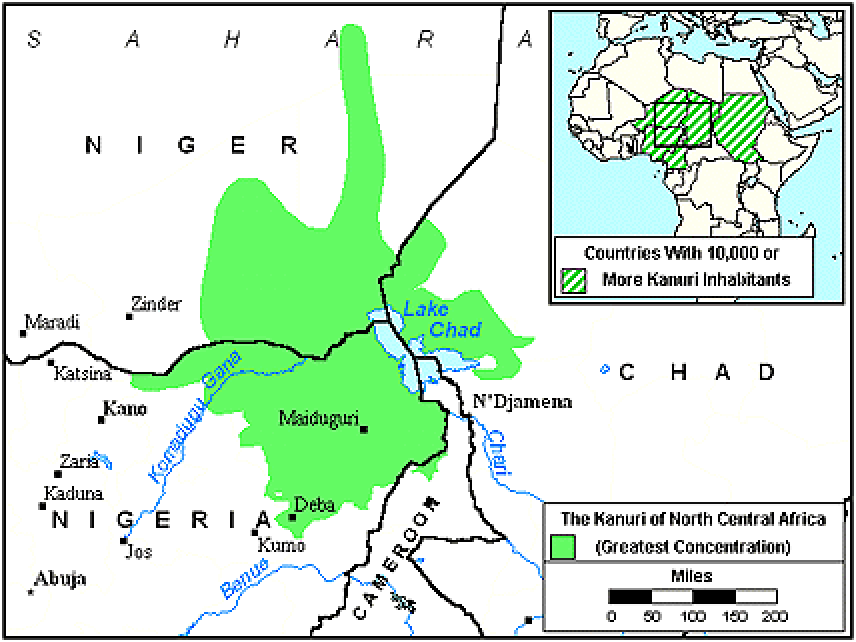 S A H A R A
N I G E R
Countries With 10,000 or
More Kanuri Inhabitants
Zinder
Maradi
Lake
Chad
Katsina
Komadugu Gana
C H A D
Kano
N'Djamena
Maiduguri
Chari
Zaria
Kaduna
Deba
N I G E R I A
Kumo
Jos
CAMEROON
Abuja
Banue
The Kanuri of North Central Africa
(Greatest Concentration)
Miles
0 50 100 150 200